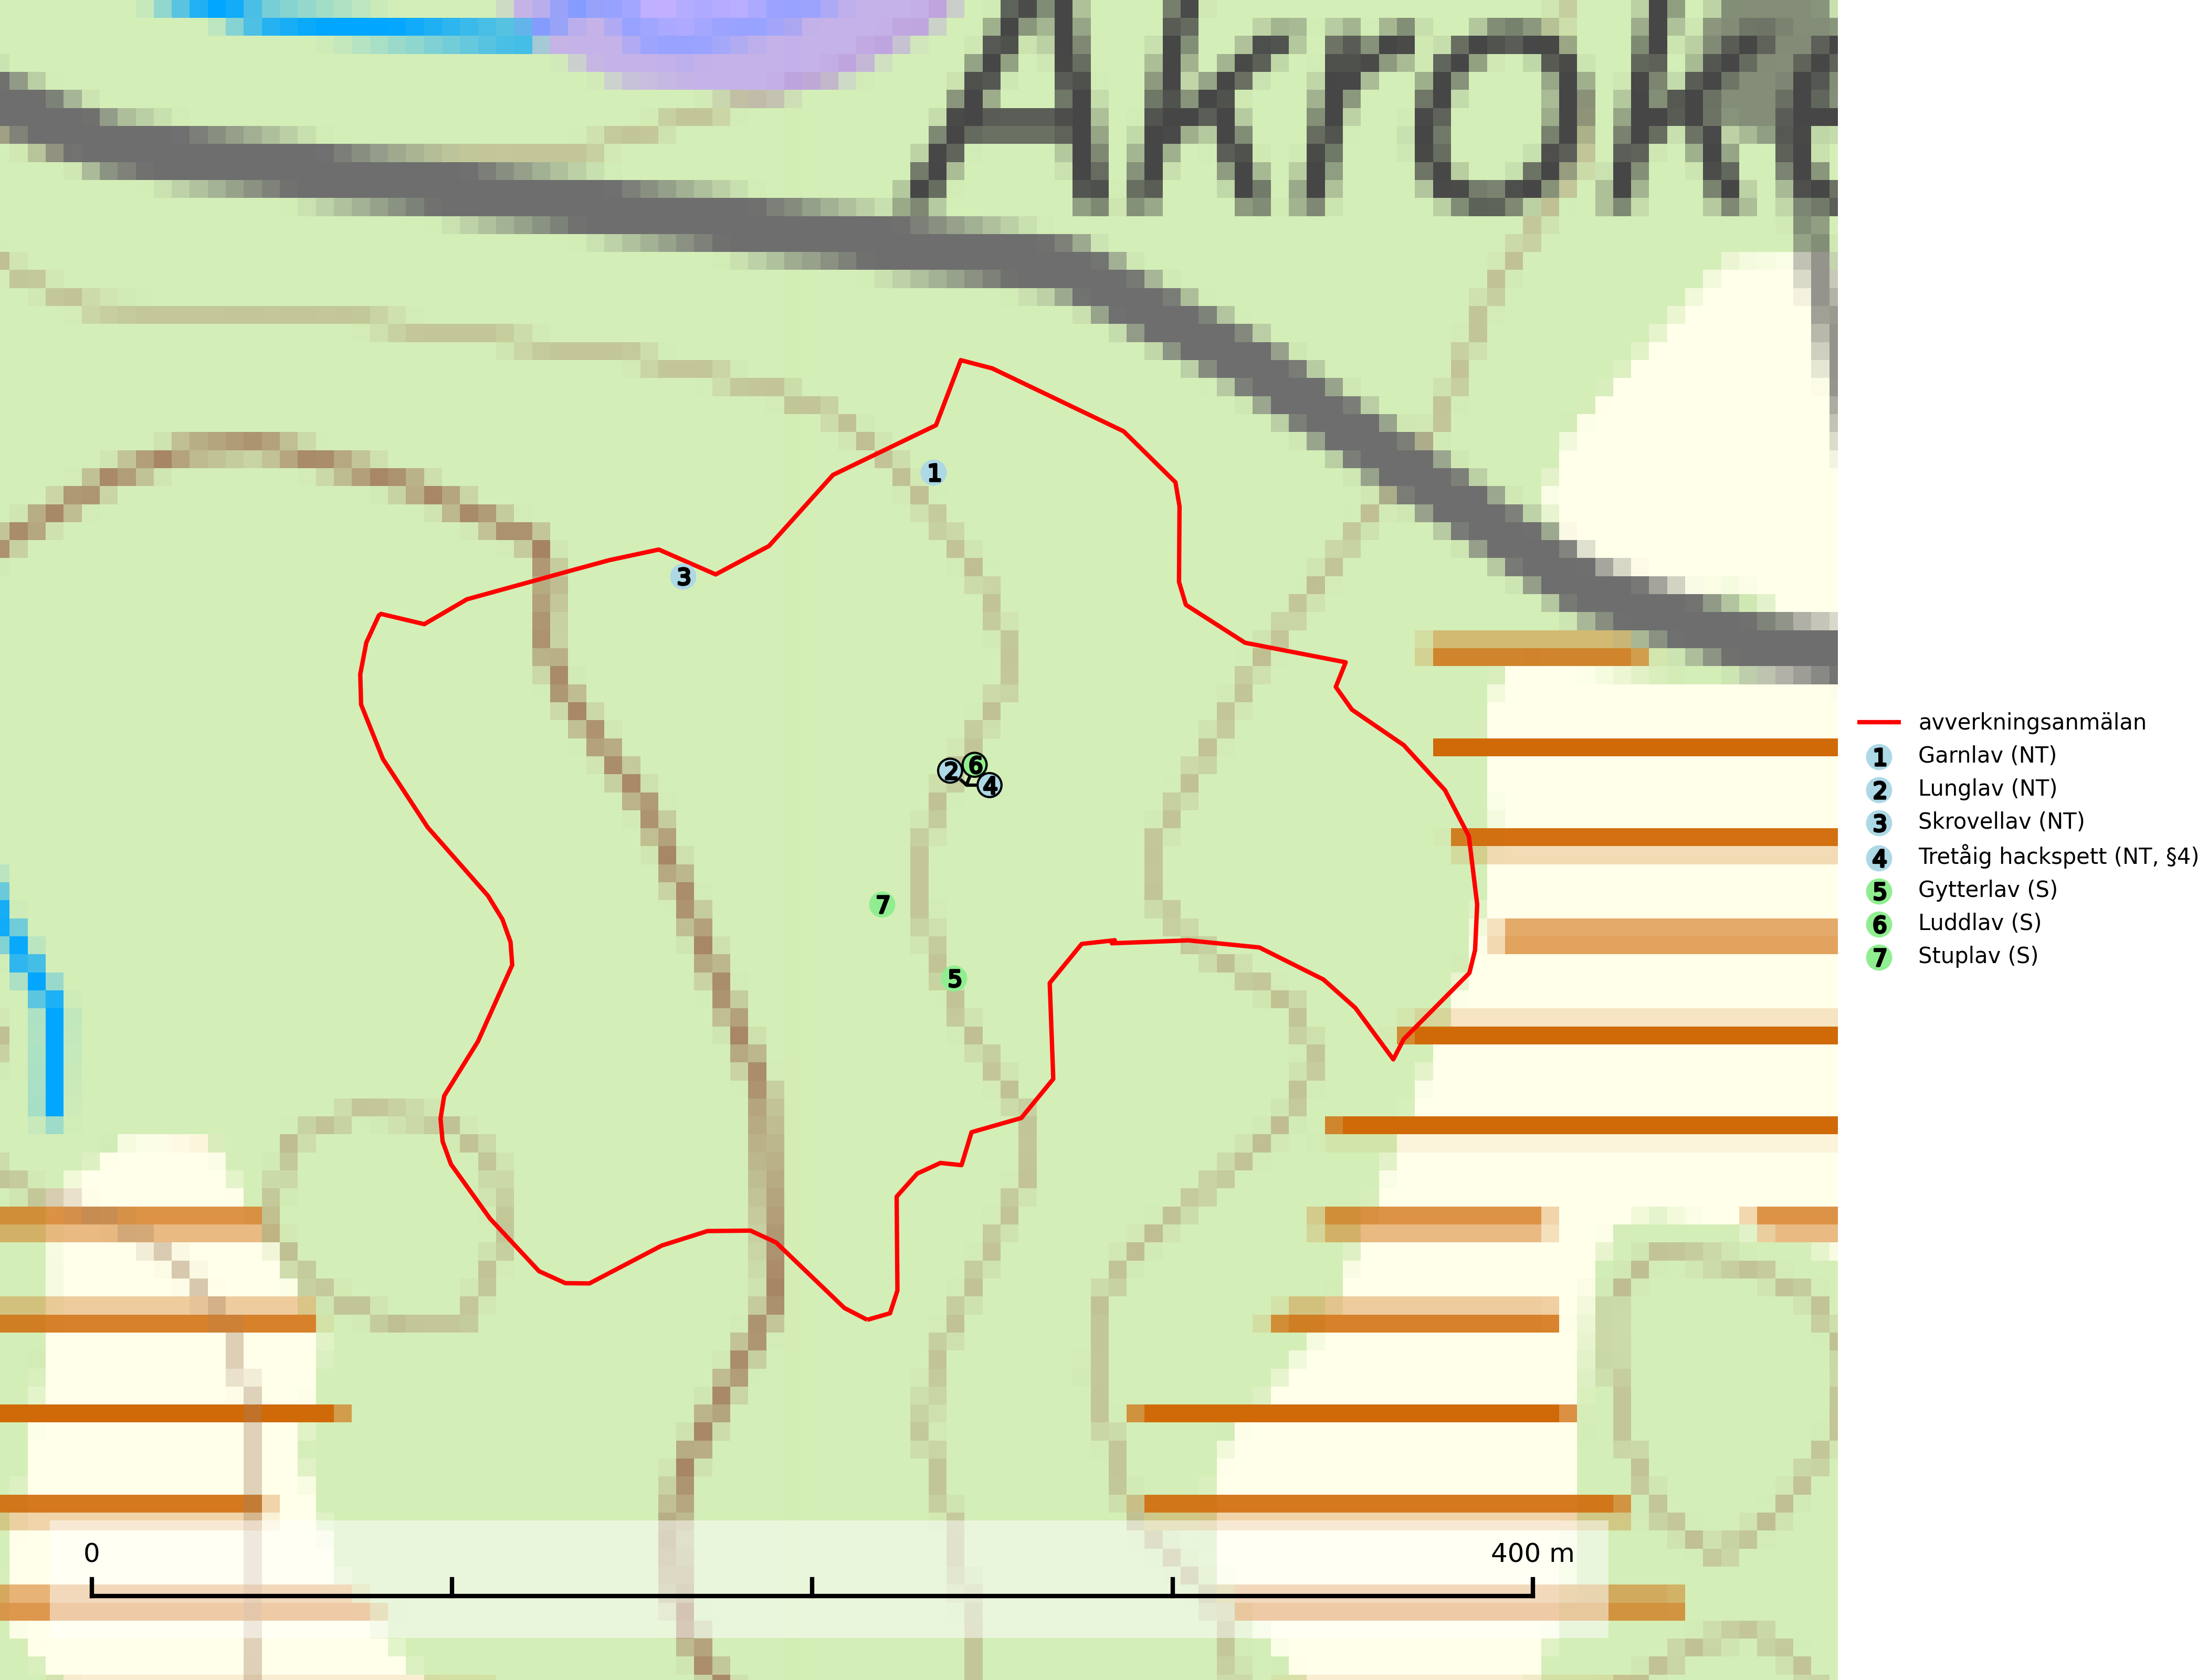 Akrok
1
3
2
6
4
7
5
avverkningsanmälan
1 Garnlav (NT)
2 Lunglav (NT)
3 Skrovellav (NT)
4 Tretåig hackspett (NT, §4)
5 Gytterlav (S)
6 Luddlav (S)
7 Stuplav (S)
0 400 m